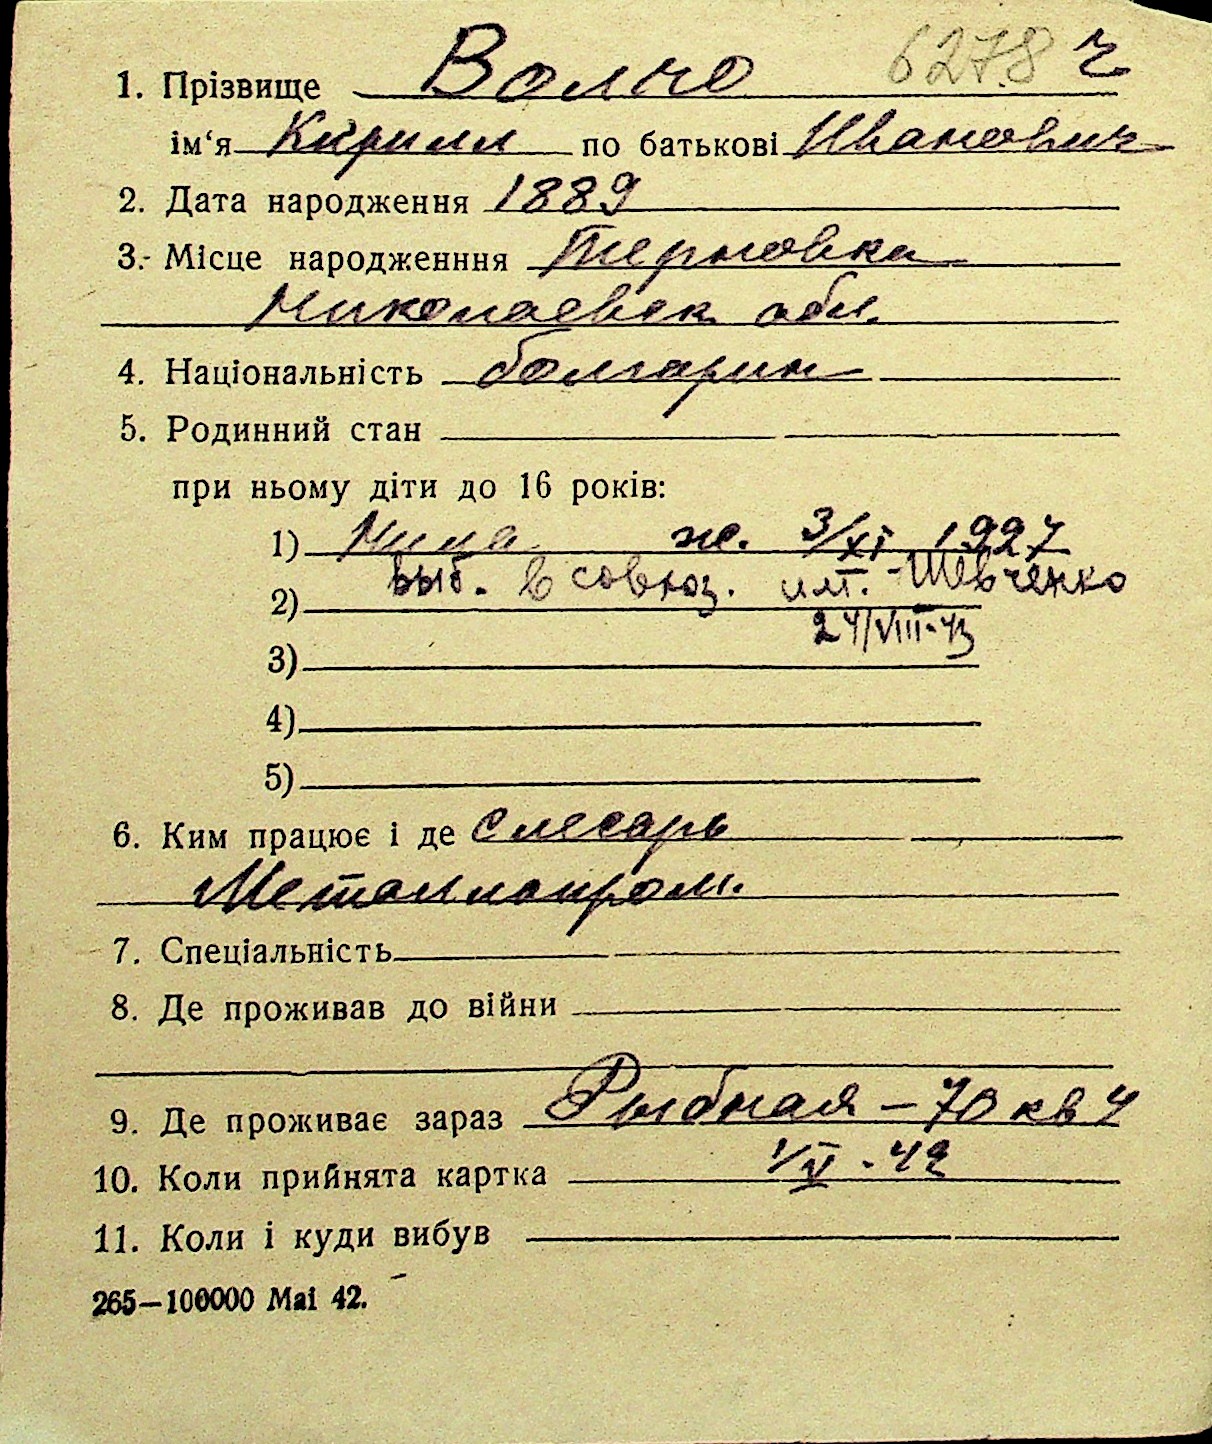 1. Прізвище Волчо 6278 ч
ім‘я Кирилл по батькові Иванович
2. Дата народження 1889
3. Місце народженння Терновка
Николаевск обл.
4. Національність болгарин
5. Родинний стан
при ньому діти до 16 років:
1) Нина ж. 3/XI 1927
выб. в совхоз. им. Шевченко
2)
24/VIII-43
3)
4)
5)
6. Ким працює і де Слесарь
Металлопром.
7. Спеціальність
8. Де проживав до війни
9. Де проживає зараз Рыбная – 70 кв 4
10. Коли прийнята картка 1/V - 42
11. Коли і куди вибув
265—100000 Mai 42.